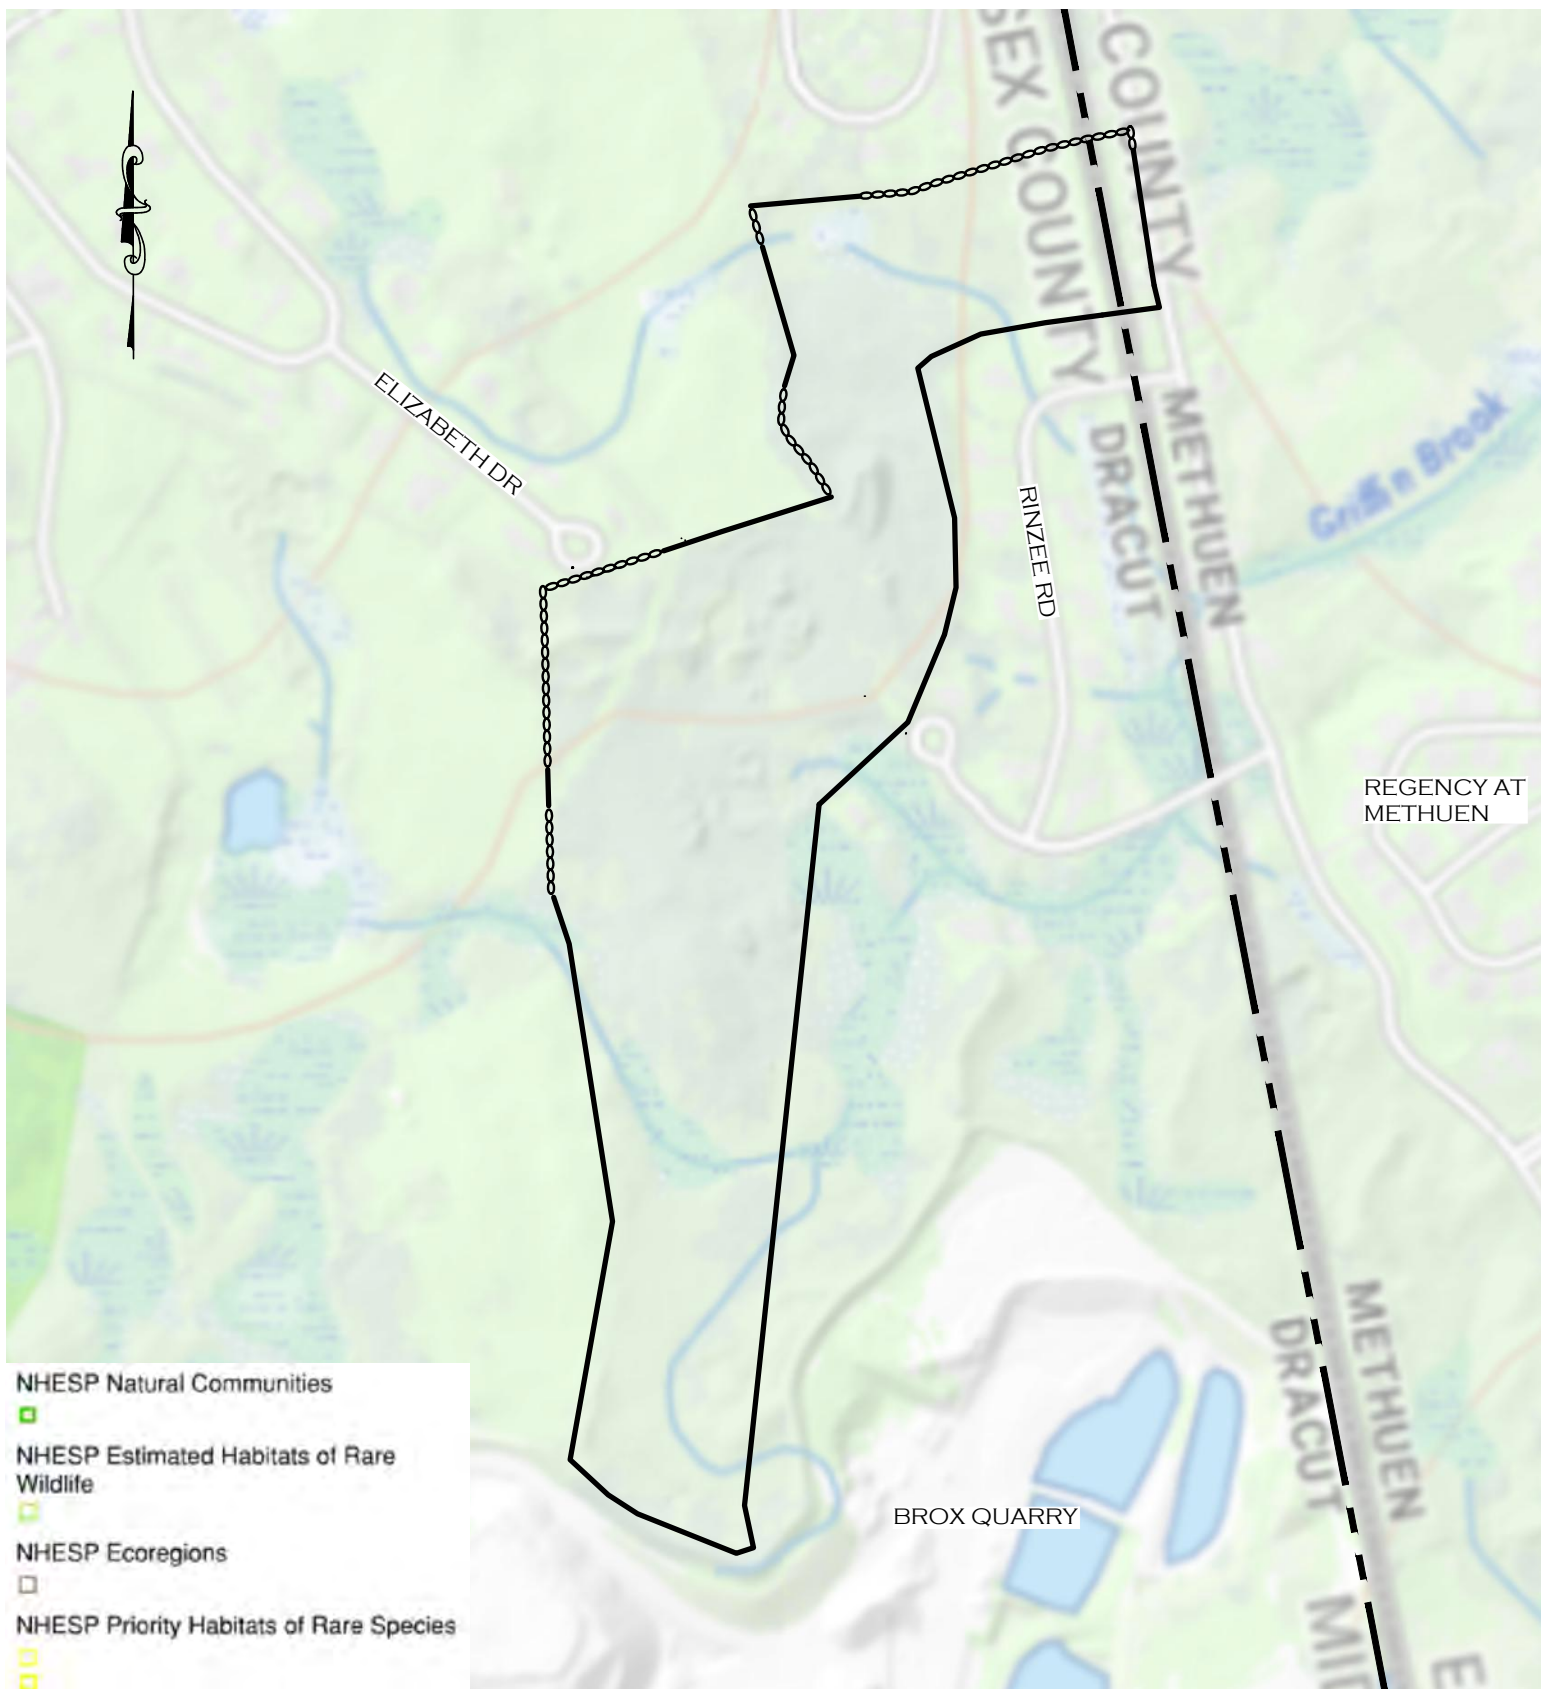 SEX COUNTY
COUNTY
ELIZABETH DR
RINZEE RD
METHUEN
DRACUT
Griffin Brook
REGENCY AT
METHUEN
METHUEN
DRACUT
BROX QUARRY
NHESP Natural Communities
NHESP Estimated Habitats of Rare
Wildlife
NHESP Ecoregions
NHESP Priority Habitats of Rare Species
MID
E